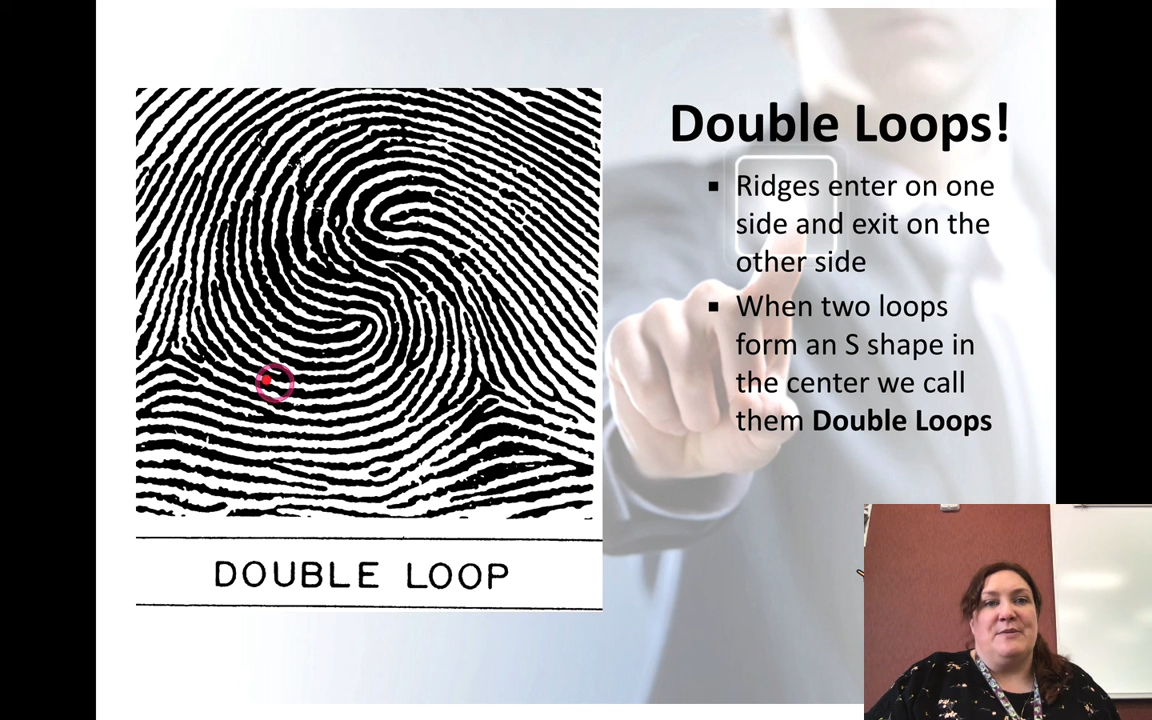 Double Loops!
▪ Ridges enter on one
side and exit on the
other side
▪ When two loops
form an S shape in
the center we call
them Double Loops
DOUBLE LOOP